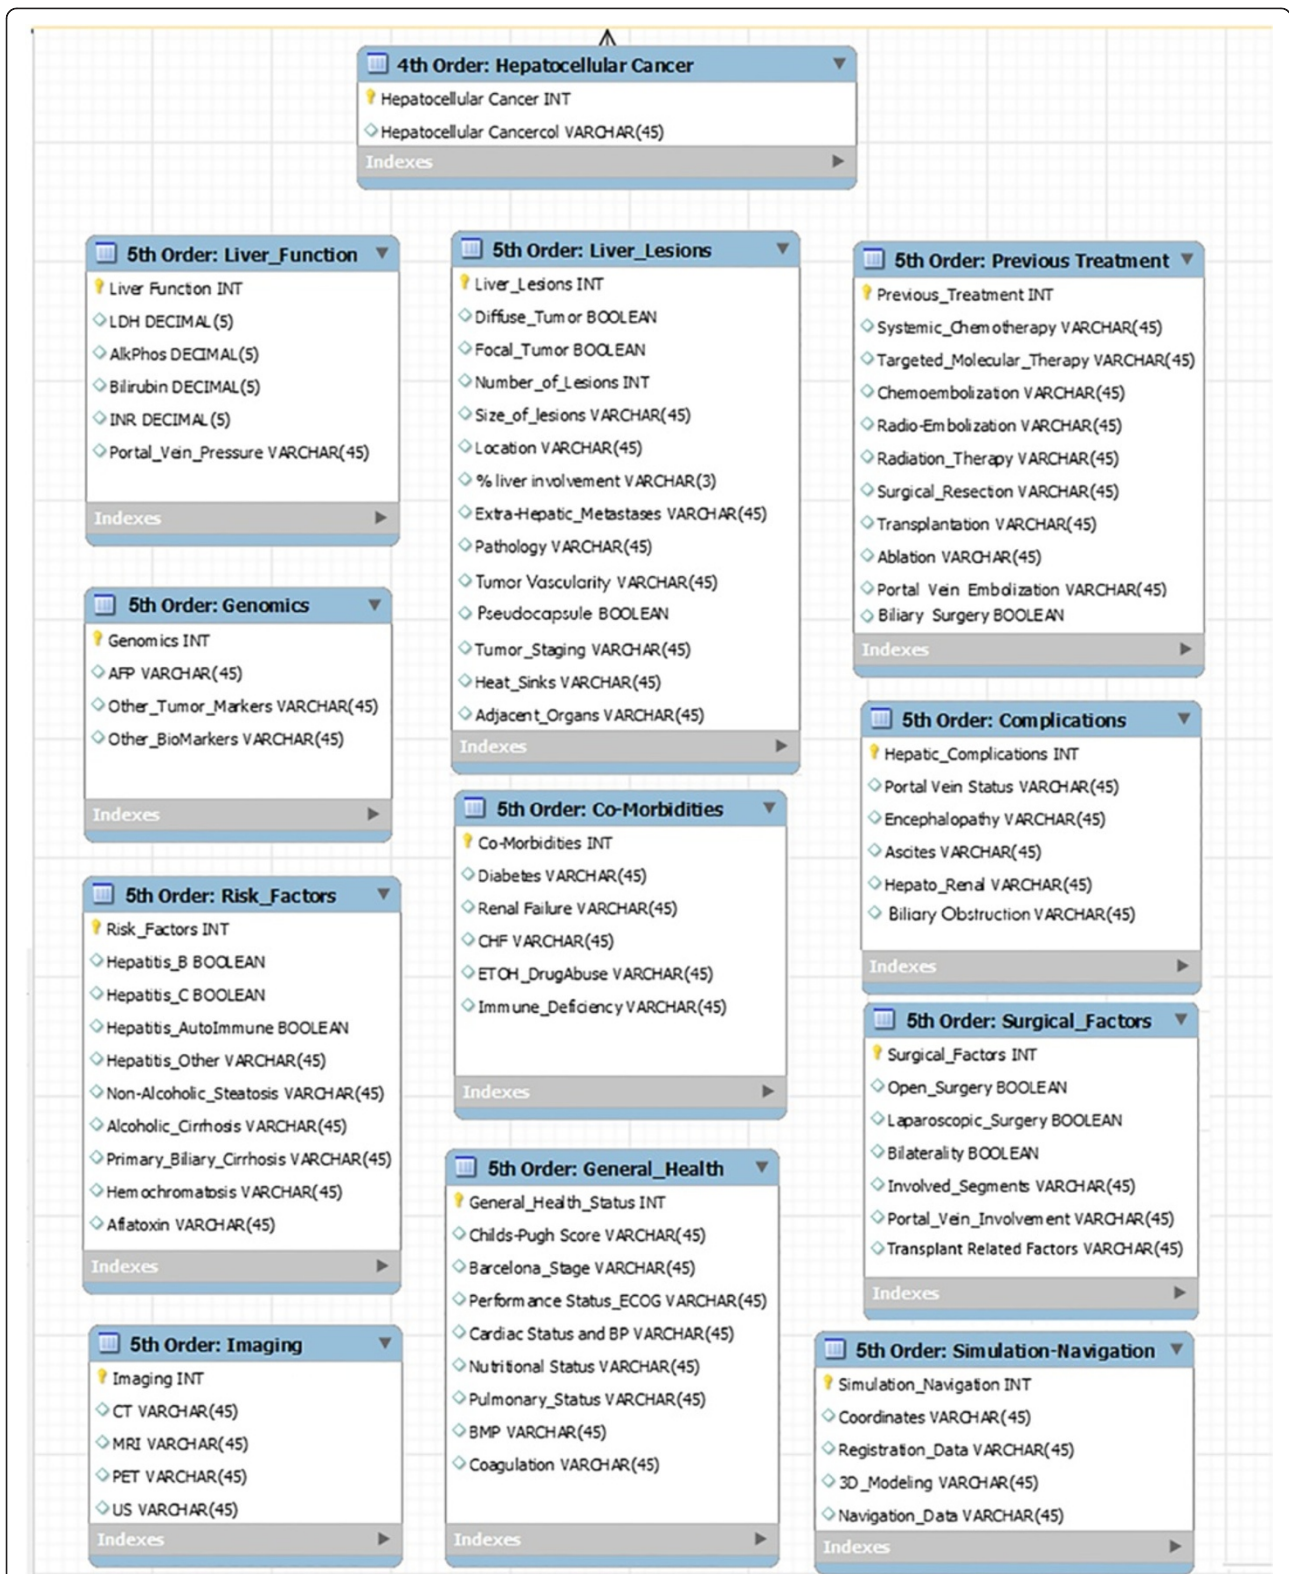 4th Order: Hepatocellular Cancer
Hepatocellular Cancer INT
Hepatocellular Cancercol VARCHAR(45)
Indexes
5th Order: Liver_Function
Liver Function INT
LDH DECIMAL(5)
AlkPhos DECIMAL(5)
Bilirubin DECIMAL(5)
INR DECIMAL(5)
Portal_Vein_Pressure VARCHAR(45)
Indexes
5th Order: Genomics
Genomics INT
AFP VARCHAR(45)
Other_Tumor_Markers VARCHAR(45)
Other_BioMarkers VARCHAR(45)
Indexes
5th Order: Risk_Factors
Risk_Factors INT
Hepatitis_B BOOLEAN
Hepatitis_C BOOLEAN
Hepatitis_AutoImmune BOOLEAN
Hepatitis_Other VARCHAR(45)
Non-Alcoholic_Steatosis VARCHAR(45)
Alcoholic_Cirrhosis VARCHAR(45)
Primary_Biliary_Cirrhosis VARCHAR(45)
Hemochromatosis VARCHAR(45)
Aflatoxin VARCHAR(45)
Indexes
5th Order: Imaging
Imaging INT
CT VARCHAR(45)
MRI VARCHAR(45)
PET VARCHAR(45)
US VARCHAR(45)
Indexes
5th Order: Liver_Lesions
Liver_Lesions INT
Diffuse_Tumor BOOLEAN
Focal_Tumor BOOLEAN
Number_of_Lesions INT
Size_of_lesions VARCHAR(45)
Location VARCHAR(45)
% liver involvement VARCHAR(3)
Extra-Hepatic_Metastases VARCHAR(45)
Pathology VARCHAR(45)
Tumor Vascularity VARCHAR(45)
Pseudocapsule BOOLEAN
Tumor_Staging VARCHAR(45)
Heat_Sinks VARCHAR(45)
Adjacent_Organs VARCHAR(45)
Indexes
5th Order: Co-Morbidities
Co-Morbidities INT
Diabetes VARCHAR(45)
Renal Failure VARCHAR(45)
CHF VARCHAR(45)
ETOH_DrugAbuse VARCHAR(45)
Immune_Deficiency VARCHAR(45)
Indexes
5th Order: General_Health
General_Health_Status INT
Childs-Pugh Score VARCHAR(45)
Barcelona_Stage VARCHAR(45)
Performance Status_ECOG VARCHAR(45)
Cardiac Status and BP VARCHAR(45)
Nutritional Status VARCHAR(45)
Pulmonary_Status VARCHAR(45)
BMP VARCHAR(45)
Coagulation VARCHAR(45)
Indexes
5th Order: Previous Treatment
Previous_Treatment INT
Systemic_Chemotherapy VARCHAR(45)
Targeted_Molecular_Therapy VARCHAR(45)
Chemoembolization VARCHAR(45)
Radio-Embolization VARCHAR(45)
Radiation_Therapy VARCHAR(45)
Surgical_Resection VARCHAR(45)
Transplantation VARCHAR(45)
Ablation VARCHAR(45)
Portal Vein Embolization VARCHAR(45)
Biliary Surgery BOOLEAN
Indexes
5th Order: Complications
Hepatic_Complications INT
Portal Vein Status VARCHAR(45)
Encephalopathy VARCHAR(45)
Ascites VARCHAR(45)
Hepato_Renal VARCHAR(45)
Biliary Obstruction VARCHAR(45)
Indexes
5th Order: Surgical_Factors
Surgical_Factors INT
Open_Surgery BOOLEAN
Laparoscopic_Surgery BOOLEAN
Bilaterality BOOLEAN
Involved_Segments VARCHAR(45)
Portal_Vein_Involvement VARCHAR(45)
Transplant Related Factors VARCHAR(45)
Indexes
5th Order: Simulation-Navigation
Simulation_Navigation INT
Coordinates VARCHAR(45)
Registration_Data VARCHAR(45)
3D_Modeling VARCHAR(45)
Navigation_Data VARCHAR(45)
Indexes